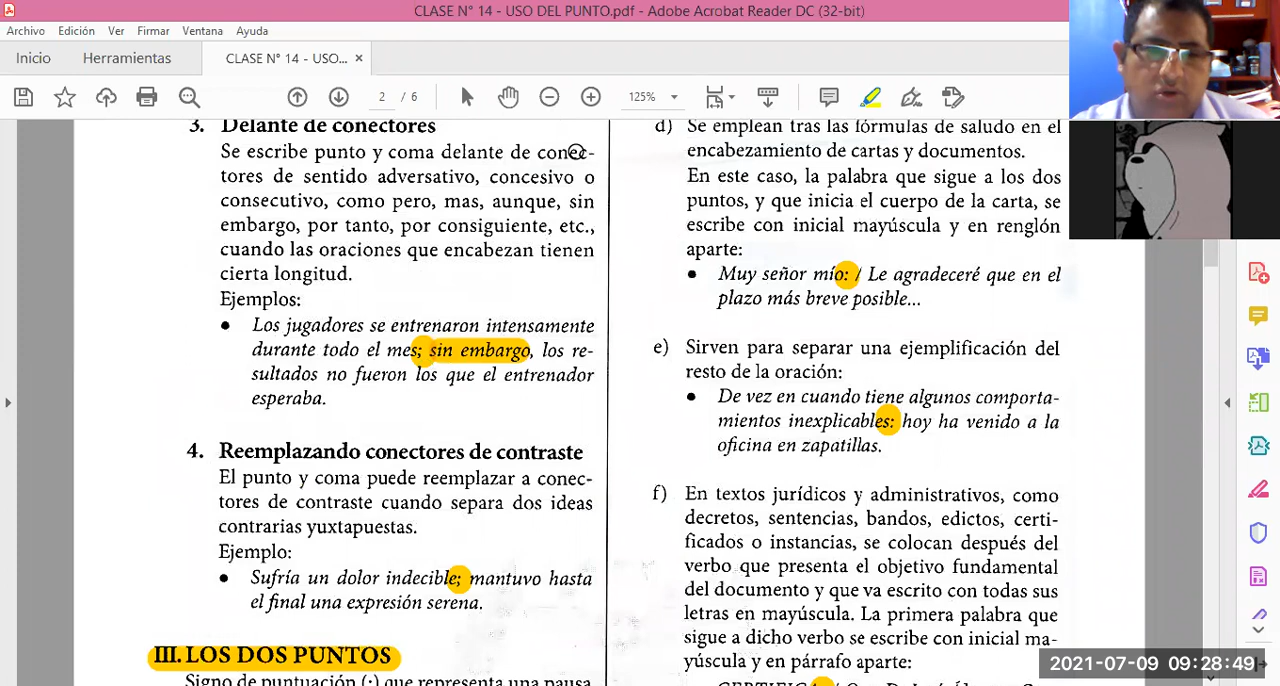 CLASE N° 14 - USO DEL PUNTO.pdf - Adobe Acrobat Reader DC (32-bit)
Archivo Edición Ver Firmar Ventana Ayuda
Inicio Herramientas CLASE N° 14 - USO... ×
2 / 6 125%
3. Delante de conectores
Se escribe punto y coma delante de conec-
tores de sentido adversativo, concesivo o
consecutivo, como pero, mas, aunque, sin
embargo, por tanto, por consiguiente, etc.,
cuando las oraciones que encabezan tienen
cierta longitud.
Ejemplos:
• Los jugadores se entrenaron intensamente
durante todo el mes; sin embargo, los re-
sultados no fueron los que el entrenador
esperaba.
4. Reemplazando conectores de contraste
El punto y coma puede reemplazar a conec-
tores de contraste cuando separa dos ideas
contrarias yuxtapuestas.
Ejemplo:
• Sufría un dolor indecible; mantuvo hasta
el final una expresión serena.
III. LOS DOS PUNTOS
Signo de puntuación (:) que representa una pausa
d) Se emplean tras las fórmulas de saludo en el
encabezamiento de cartas y documentos.
En este caso, la palabra que sigue a los dos
puntos, y que inicia el cuerpo de la carta, se
escribe con inicial mayúscula y en renglón
aparte:
• Muy señor mío: / Le agradeceré que en el
plazo más breve posible...
e) Sirven para separar una ejemplificación del
resto de la oración:
• De vez en cuando tiene algunos comporta-
mientos inexplicables: hoy ha venido a la
oficina en zapatillas.
f) En textos jurídicos y administrativos, como
decretos, sentencias, bandos, edictos, certi-
ficados o instancias, se colocan después del
verbo que presenta el objetivo fundamental
del documento y que va escrito con todas sus
letras en mayúscula. La primera palabra que
sigue a dicho verbo se escribe con inicial ma-
yúscula y en párrafo aparte:
2021-07-09 09:28:49